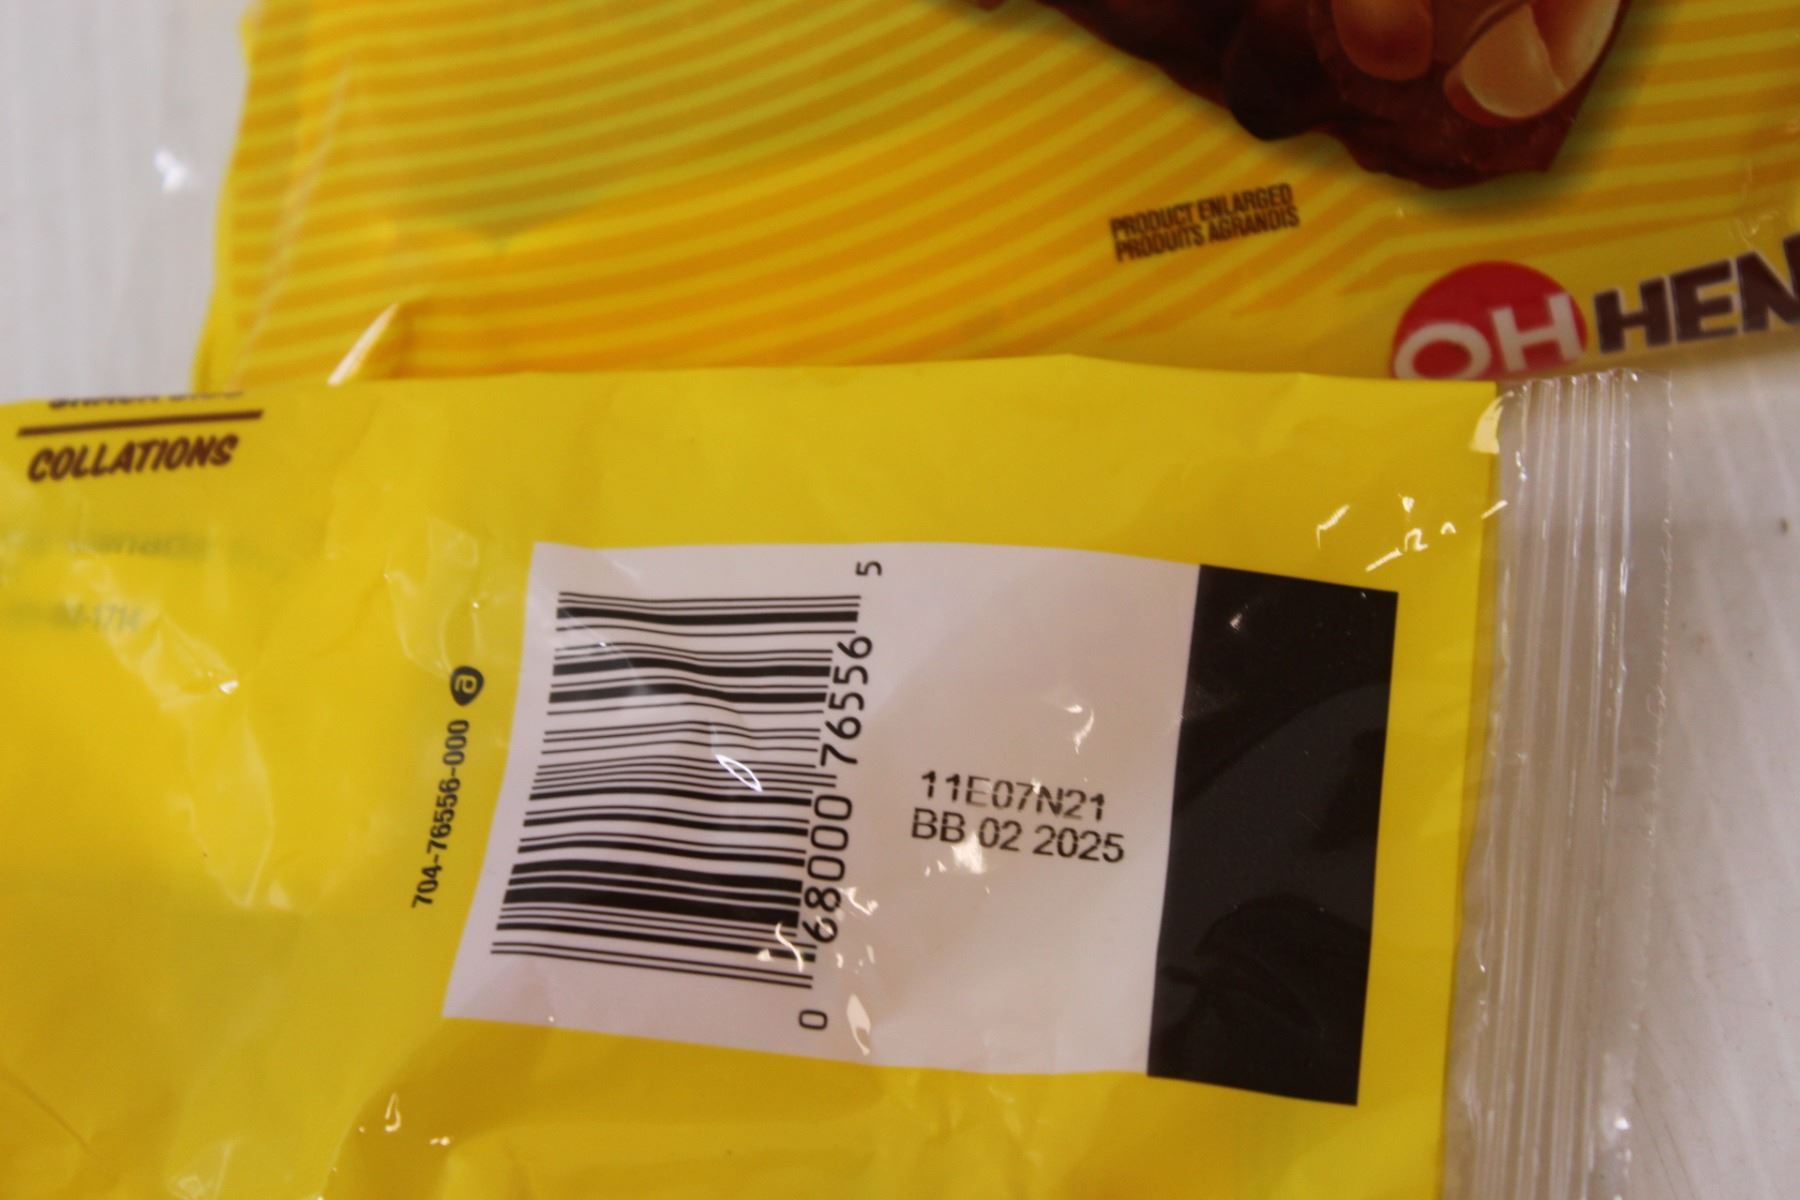 PRODUCT ENLARGED
PRODUITS AGRANDIS
OH HEN
COLLATIONS
704-76556-000 a
0 68000 76556 5
11E07N21
BB 02 2025